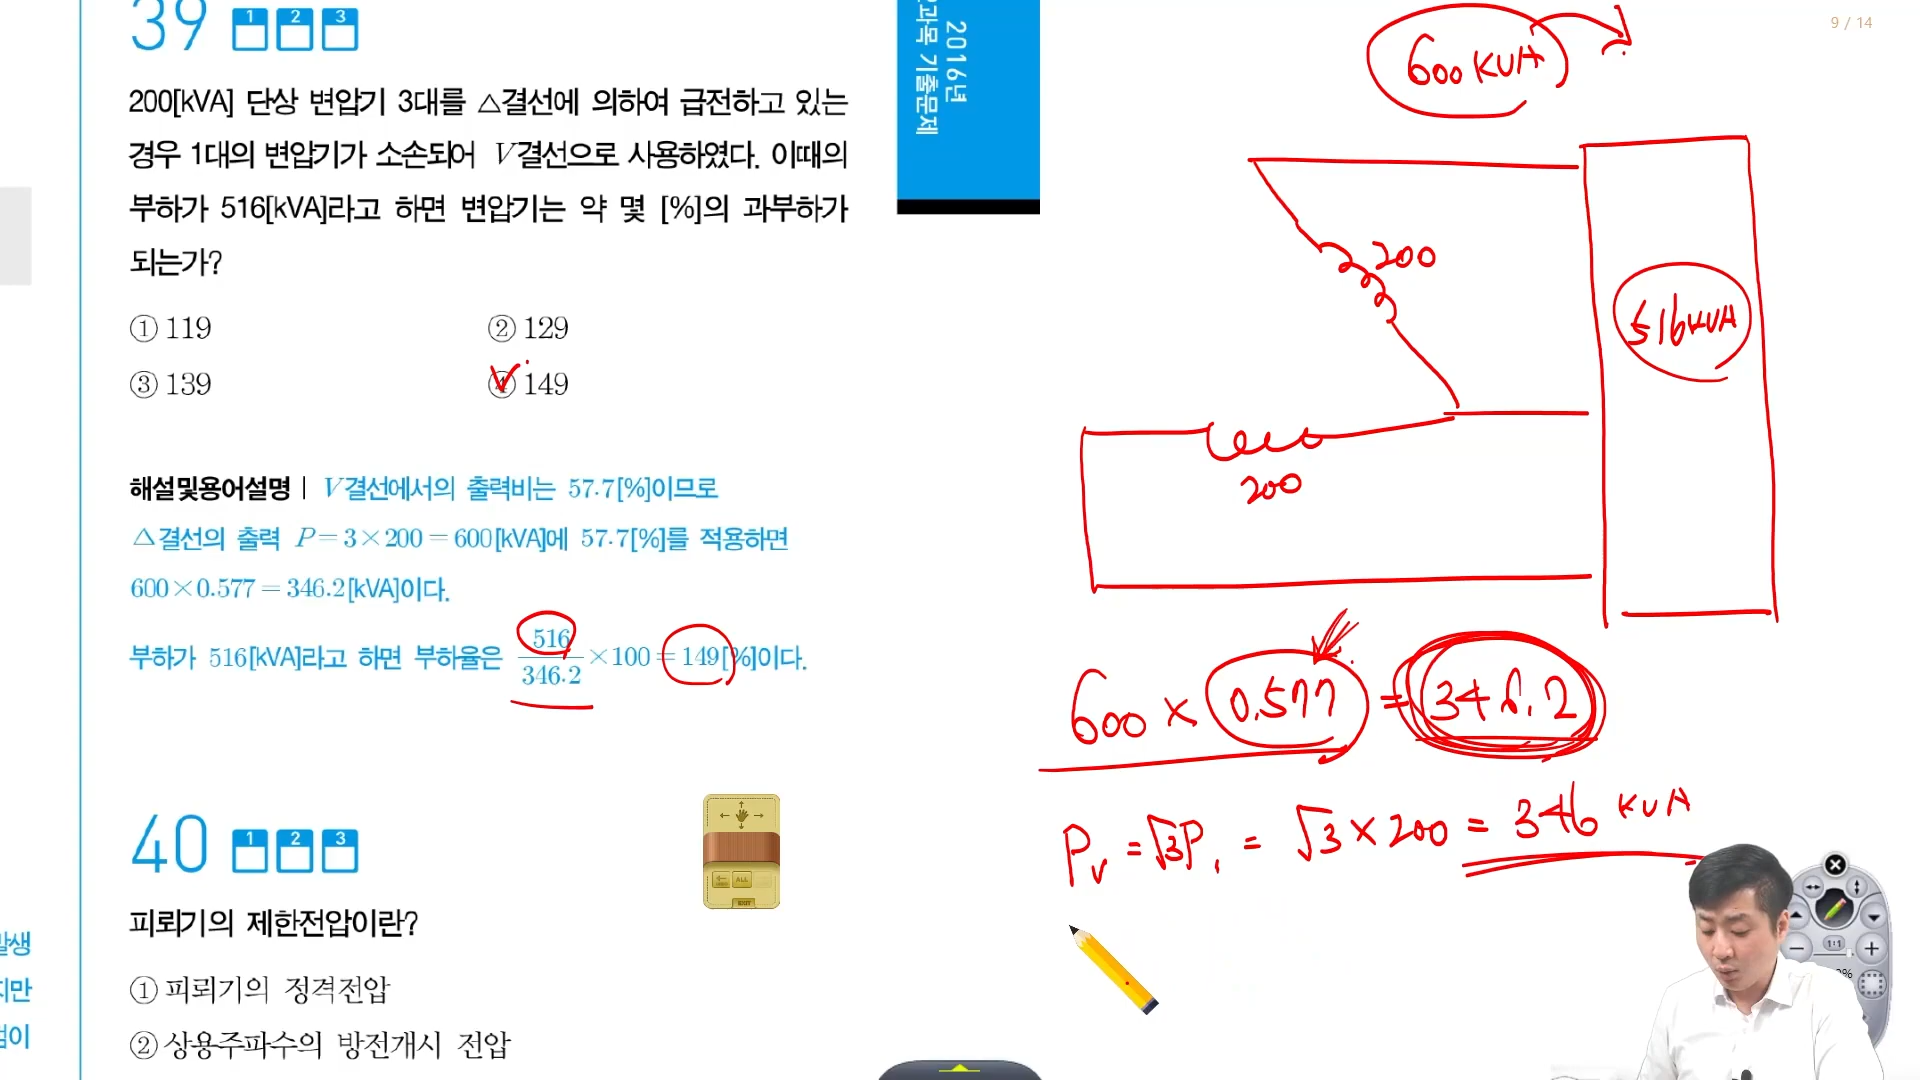 39 1 2 3
200[kVA] 단상 변압기 3대를 △결선에 의하여 급전하고 있는
경우 1대의 변압기가 소손되어 V결선으로 사용하였다. 이때의
부하가 516[kVA]라고 하면 변압기는 약 몇 [%]의 과부하가
되는가?
① 119 ② 129
③ 139 ④ 149
해설및용어설명 | V결선에서의 출력비는 57.7[%]이므로
△결선의 출력 P=3×200=600[kVA]에 57.7[%]를 적용하면
600×0.577=346.2[kVA]이다.
부하가 516[kVA]라고 하면 부하율은 516/346.2 ×100=149[%]이다.
40 1 2 3
피뢰기의 제한전압이란?
① 피뢰기의 정격전압
② 상용주파수의 방전개시 전압
지만
2016년
과목 기출문제
9 / 14
600 KVA
200
516 KVA
200
600 × 0.577 = 346.2
Pv = √3P1 = √3 × 200 = 346 KVA
ALL
EXIT
1:1
%